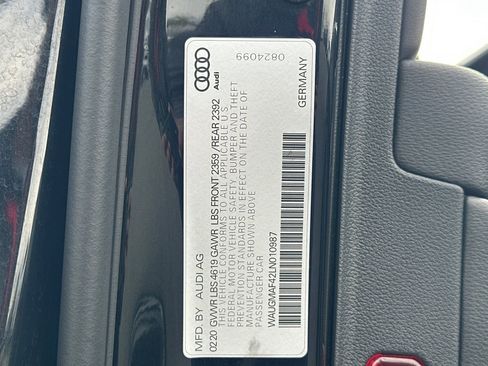 MFD. BY AUDI AG
0220 GVWR LBS 4619 GAWR LBS FRONT 2359 /REAR 2392
THIS VEHICLE CONFORMS TO ALL APPLICABLE U.S.
FEDERAL MOTOR VEHICLE SAFETY, BUMPER AND THEFT
PREVENTION STANDARDS IN EFFECT ON THE DATE OF
MANUFACTURE SHOWN ABOVE
PASSENGER CAR
WAUGMAF42LN010987
GERMANY
Audi
0824099